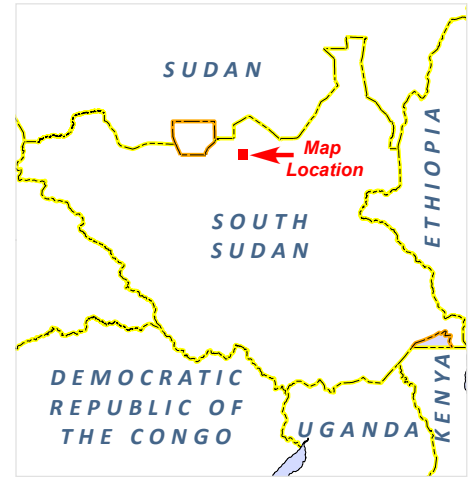 SUDAN
Map
Location
ETHIOPIA
SOUTH
SUDAN
DEMOCRATIC
REPUBLIC OF
THE CONGO
UGANDA
KENYA